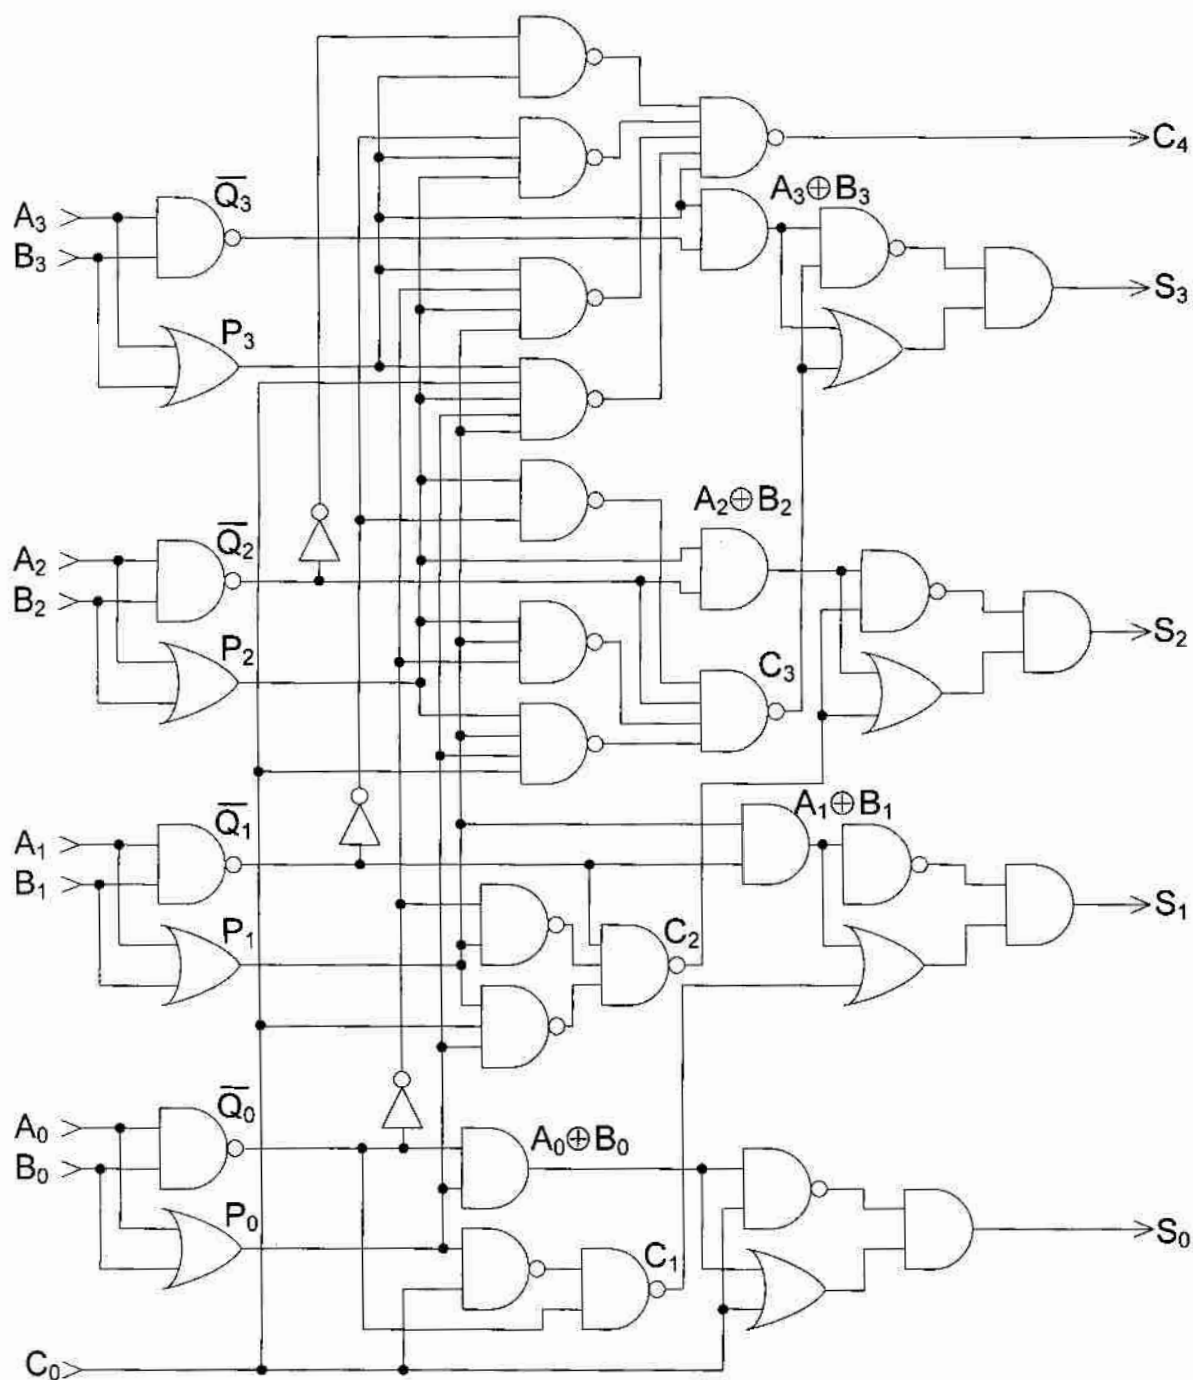 C₄
A₃⊕B₃
Q̅₃
A₃
B₃
S₃
P₃
A₂⊕B₂
Q̅₂
A₂
B₂
S₂
P₂
C₃
A₁⊕B₁
Q̅₁
A₁
B₁
S₁
P₁
C₂
Q̅₀
A₀
A₀⊕B₀
B₀
P₀
S₀
C₁
C₀